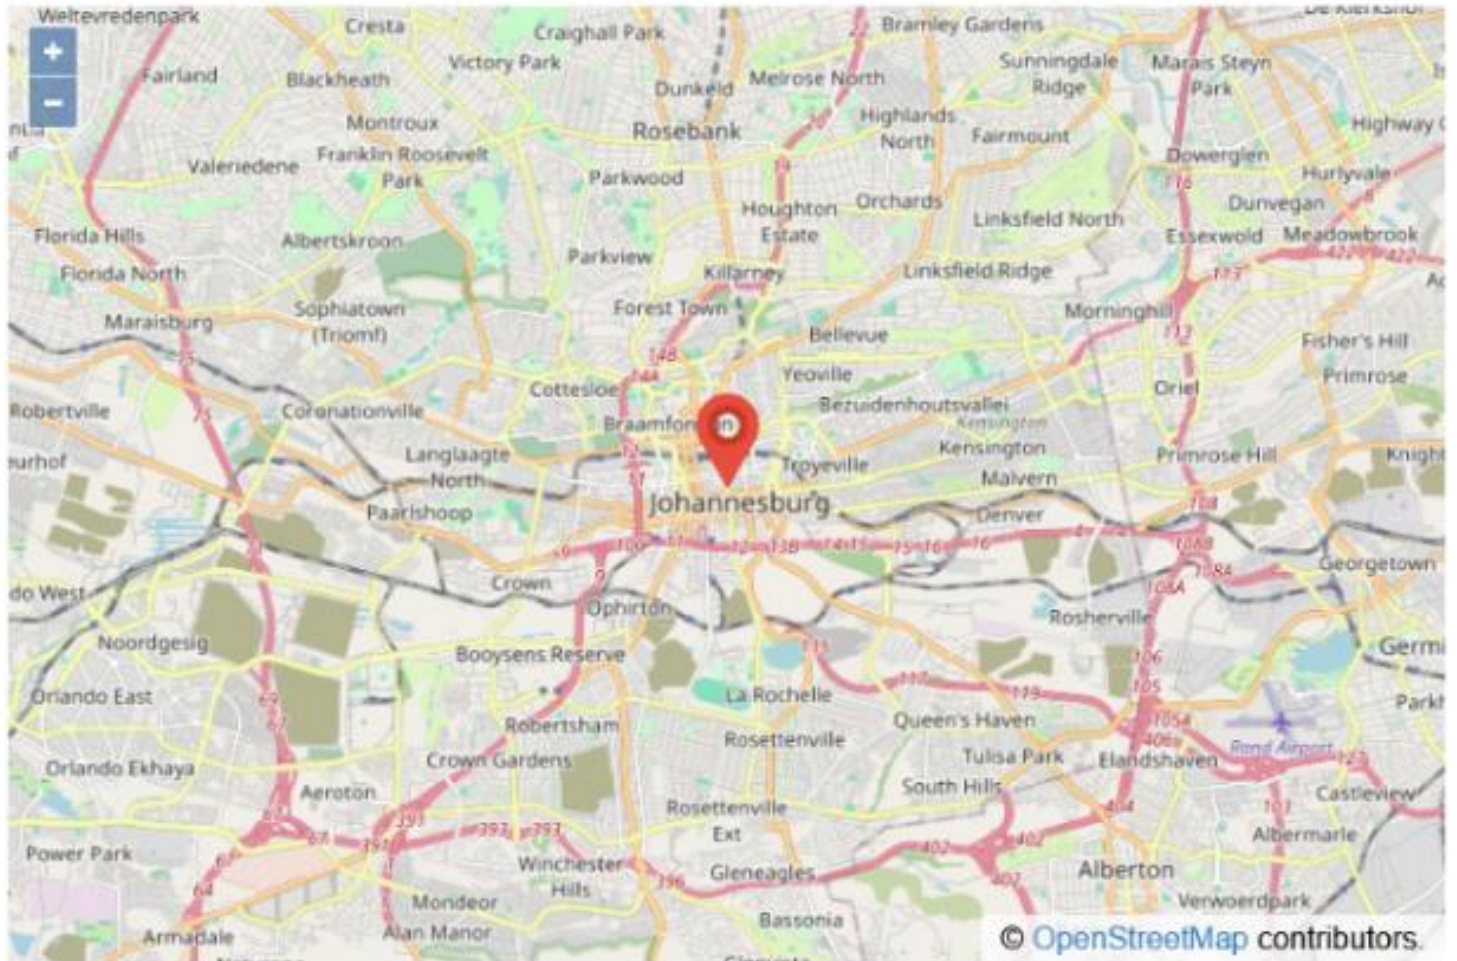 Weltevredenpark
Cresta
Craighall Park
Bramley Gardens
+
Fairland
Blackheath
Victory Park
Dunkeld
Melrose North
Sunningdale
Ridge
Marais Steyn
Park
−
Montroux
Rosebank
Highlands
North
Fairmount
Valeriedene
Franklin Roosevelt
Park
Parkwood
Dowerglen
Hurlyvale
Houghton
Estate
Orchards
Linksfield North
Dunvegan
Florida Hills
Albertskroon
Parkview
Essexwold
Meadowbrook
Florida North
Killarney
Linksfield Ridge
Maraisburg
Sophiatown
(Triomf)
Forest Town
Bellevue
Morninghill
Fisher's Hill
Cottesloe
Yeoville
Oriel
Primrose
Robertville
Coronationville
Bezuidenhoutsvallei
Kensington
Langlaagte
North
Troyeville
Kensington
Primrose Hill
Malvern
Paarlshoop
Johannesburg
Denver
Crown
Georgetown
Ophirton
Rosherville
Noordgesig
Booysens Reserve
Orlando East
La Rochelle
Robertsham
Queen's Haven
Rosettenville
Rand Airport
Orlando Ekhaya
Crown Gardens
Tulisa Park
Elandshaven
Aeroton
South Hills
Castleview
Rosettenville
Ext
Albermarle
Power Park
Winchester
Hills
Gleneagles
Alberton
Mondeor
Verwoerdpark
Armadale
Alan Manor
Bassonia
© OpenStreetMap contributors.